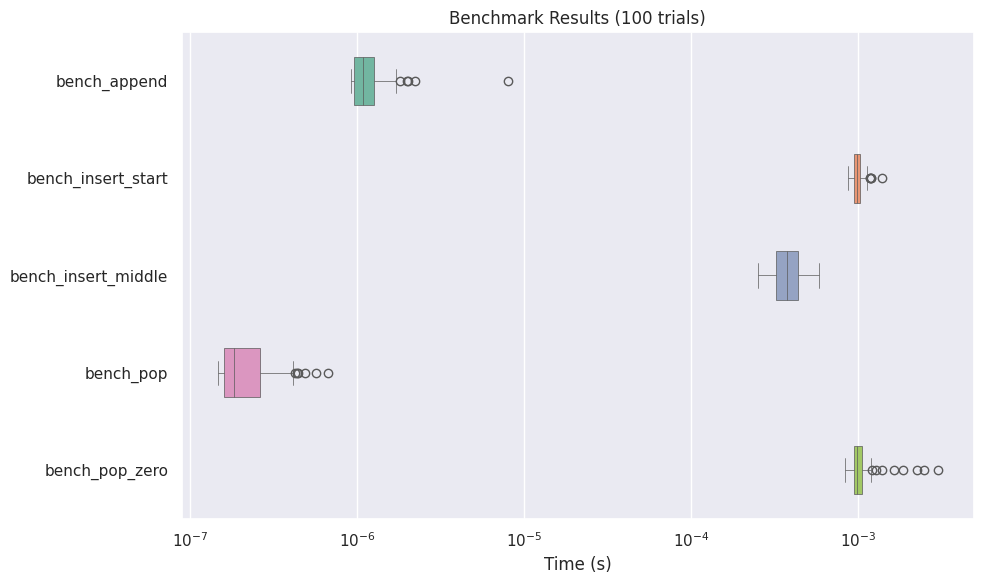 Benchmark Results (100 trials)
bench_append
bench_insert_start
bench_insert_middle
bench_pop
bench_pop_zero
10⁻⁷ 10⁻⁶ 10⁻⁵ 10⁻⁴ 10⁻³
Time (s)